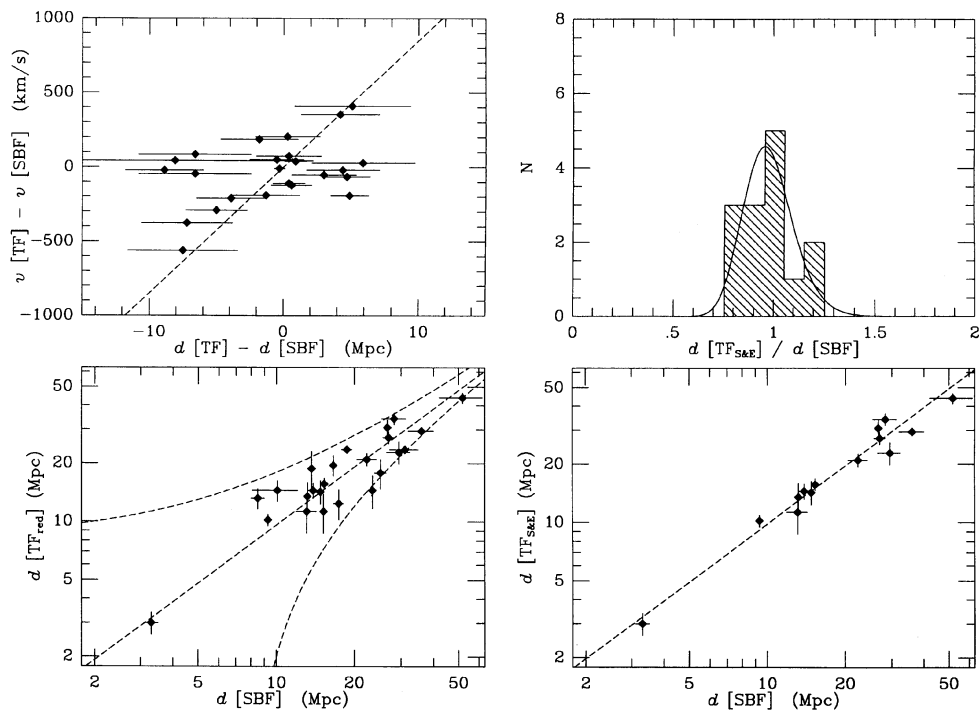 1000
500
0
−500
−1000
v [TF] − v [SBF] (km/s)
−10 0 10
d [TF] − d [SBF] (Mpc)
8
6
4
2
0
N
0 .5 1 1.5 2
d [TF_S&E] / d [SBF]
50
20
10
5
2
d [TF_red] (Mpc)
2 5 10 20 50
d [SBF] (Mpc)
50
20
10
5
2
d [TF_S&E] (Mpc)
2 5 10 20 50
d [SBF] (Mpc)